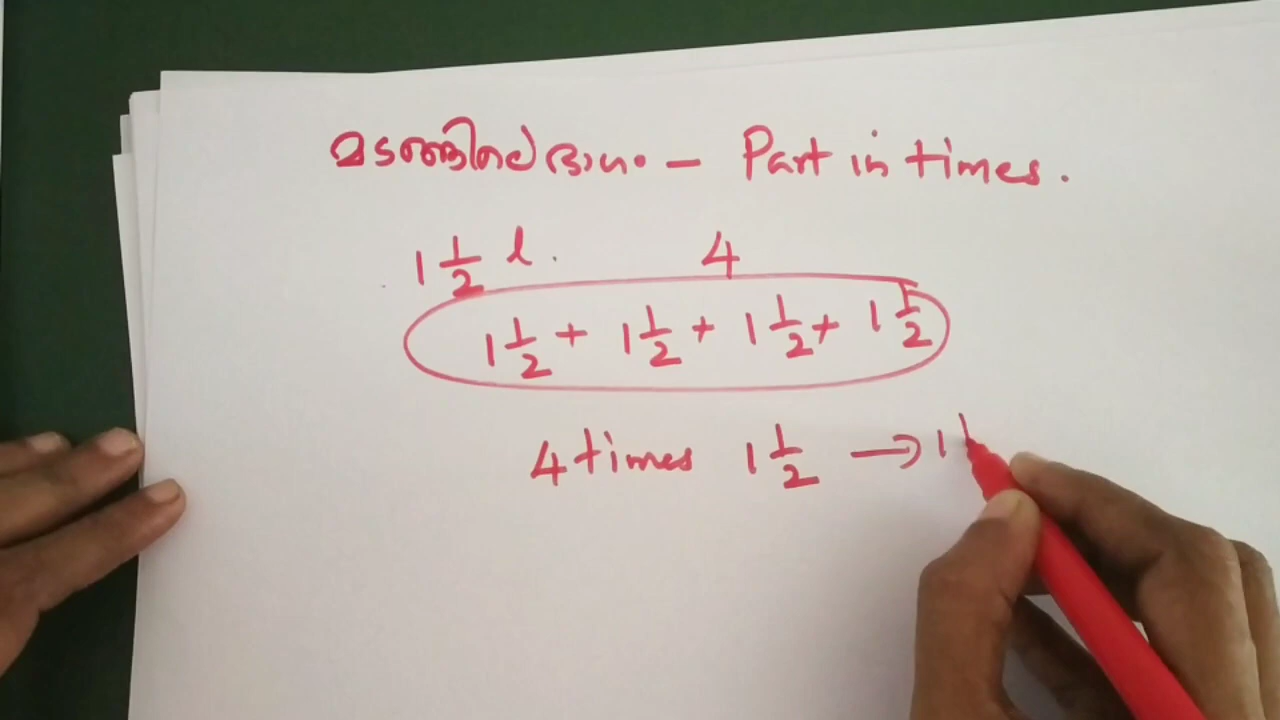 മടങ്ങിലെ ഭാഗം - Part in times.
1 1/2 l. 4
1 1/2 + 1 1/2 + 1 1/2 + 1 1/2
4 times 1 1/2 → 1 1